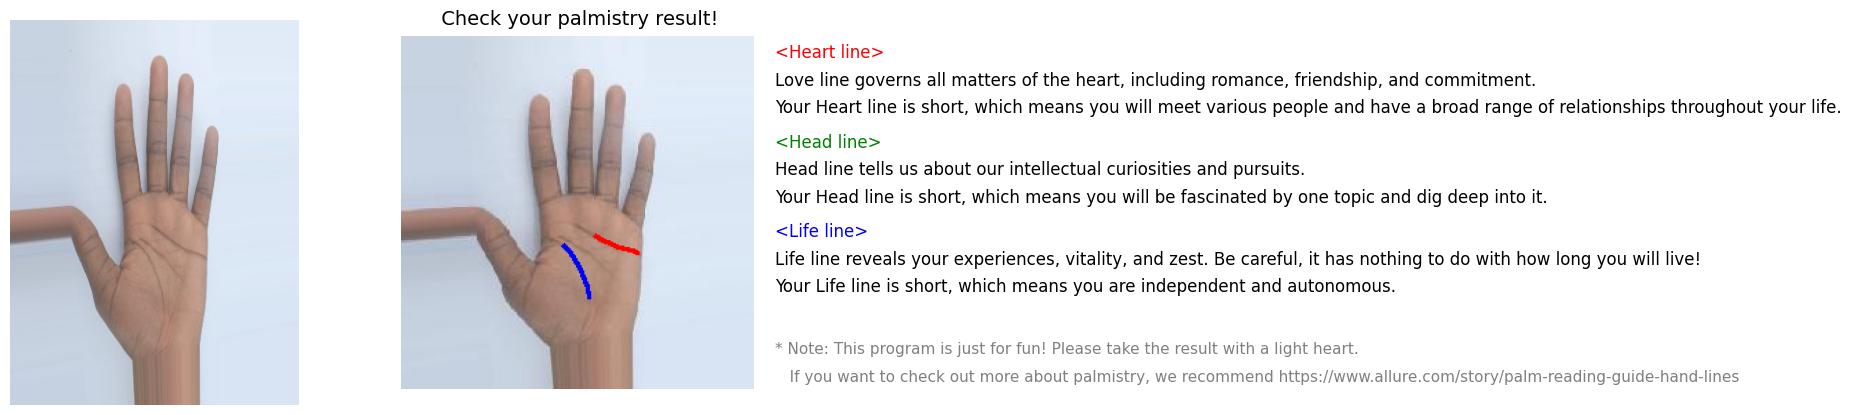 Check your palmistry result!
<Heart line>
Love line governs all matters of the heart, including romance, friendship, and commitment.
Your Heart line is short, which means you will meet various people and have a broad range of relationships throughout your life.
<Head line>
Head line tells us about our intellectual curiosities and pursuits.
Your Head line is short, which means you will be fascinated by one topic and dig deep into it.
<Life line>
Life line reveals your experiences, vitality, and zest. Be careful, it has nothing to do with how long you will live!
Your Life line is short, which means you are independent and autonomous.
* Note: This program is just for fun! Please take the result with a light heart.
If you want to check out more about palmistry, we recommend https://www.allure.com/story/palm-reading-guide-hand-lines